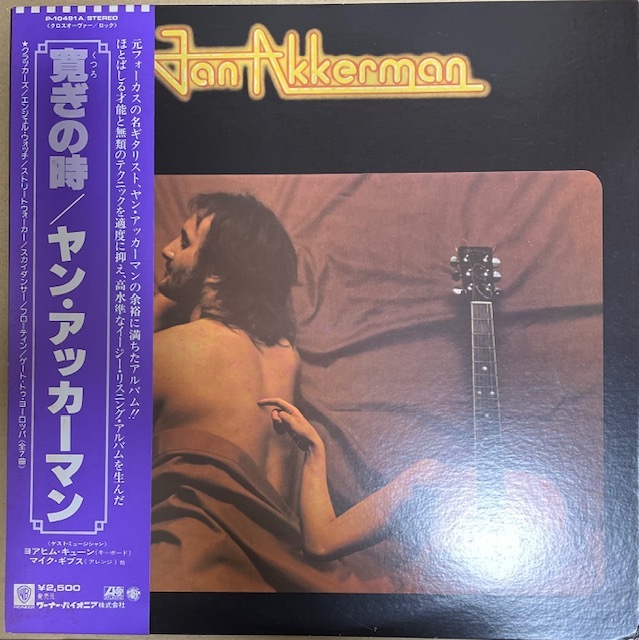 P-10491A STEREO
〈クロスオーヴァー/ロック〉
くつろ
寛ぎの時/ヤン・アッカーマン
★クラッカーズ/エンジェル・ウォッチ/ストリートウォーカー/スカイダンサー/フローティン/ゲート・トゥ・ヨーロッパ〈全7曲〉
〈ゲストミュージシャン〉
ヨアヒム・キューン(キーボード)
マイク・ギブス(アレンジ)他
¥2,500
発売元
ワーナー・パイオニア株式会社
PIONEER
元フォーカスの名ギタリスト、ヤン・アッカーマンの余裕に満ちたアルバム!!
ほとばしる才能と無類のテクニックを適度に抑え、高水準なイージー・リスニング・アルバムを生んだ
Jan Akkerman